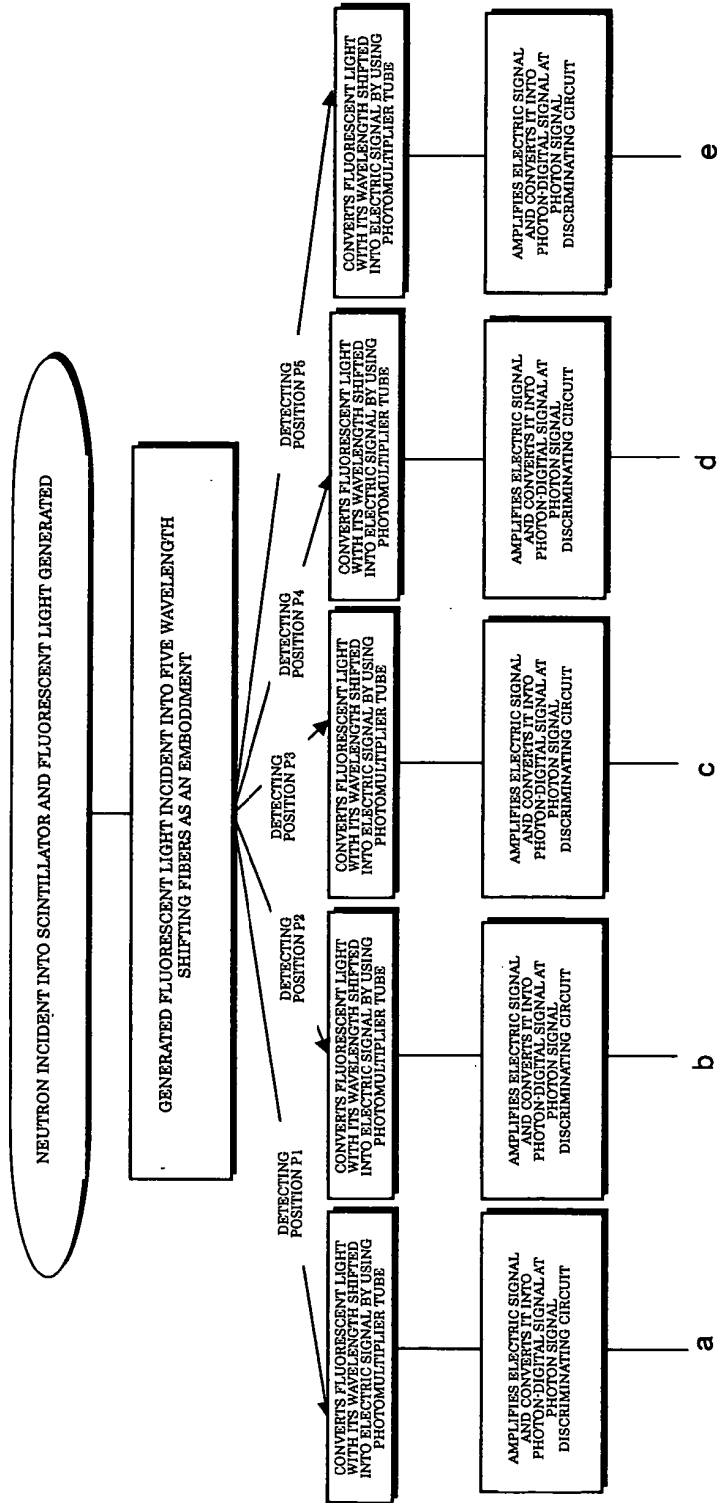 NEUTRON INCIDENT INTO SCINTILLATOR AND FLUORESCENT LIGHT GENERATED
GENERATED FLUORESCENT LIGHT INCIDENT INTO FIVE WAVELENGTH
SHIFTING FIBERS AS AN EMBODIMENT
DETECTING
POSITION P1
DETECTING
POSITION P2
DETECTING
POSITION P3
DETECTING
POSITION P4
DETECTING
POSITION P5
CONVERTS FLUORESCENT LIGHT
WITH ITS WAVELENGTH SHIFTED
INTO ELECTRIC SIGNAL BY USING
PHOTOMULTIPLIER TUBE
CONVERTS FLUORESCENT LIGHT
WITH ITS WAVELENGTH SHIFTED
INTO ELECTRIC SIGNAL BY USING
PHOTOMULTIPLIER TUBE
CONVERTS FLUORESCENT LIGHT
WITH ITS WAVELENGTH SHIFTED
INTO ELECTRIC SIGNAL BY USING
PHOTOMULTIPLIER TUBE
CONVERTS FLUORESCENT LIGHT
WITH ITS WAVELENGTH SHIFTED
INTO ELECTRIC SIGNAL BY USING
PHOTOMULTIPLIER TUBE
CONVERTS FLUORESCENT LIGHT
WITH ITS WAVELENGTH SHIFTED
INTO ELECTRIC SIGNAL BY USING
PHOTOMULTIPLIER TUBE
AMPLIFIES ELECTRIC SIGNAL
AND CONVERTS IT INTO
PHOTON-DIGITAL SIGNAL AT
PHOTON SIGNAL
DISCRIMINATING CIRCUIT
AMPLIFIES ELECTRIC SIGNAL
AND CONVERTS IT INTO
PHOTON-DIGITAL SIGNAL AT
PHOTON SIGNAL
DISCRIMINATING CIRCUIT
AMPLIFIES ELECTRIC SIGNAL
AND CONVERTS IT INTO
PHOTON-DIGITAL SIGNAL AT
PHOTON SIGNAL
DISCRIMINATING CIRCUIT
AMPLIFIES ELECTRIC SIGNAL
AND CONVERTS IT INTO
PHOTON-DIGITAL SIGNAL AT
PHOTON SIGNAL
DISCRIMINATING CIRCUIT
AMPLIFIES ELECTRIC SIGNAL
AND CONVERTS IT INTO
PHOTON-DIGITAL SIGNAL AT
PHOTON SIGNAL
DISCRIMINATING CIRCUIT
a
b
c
d
e